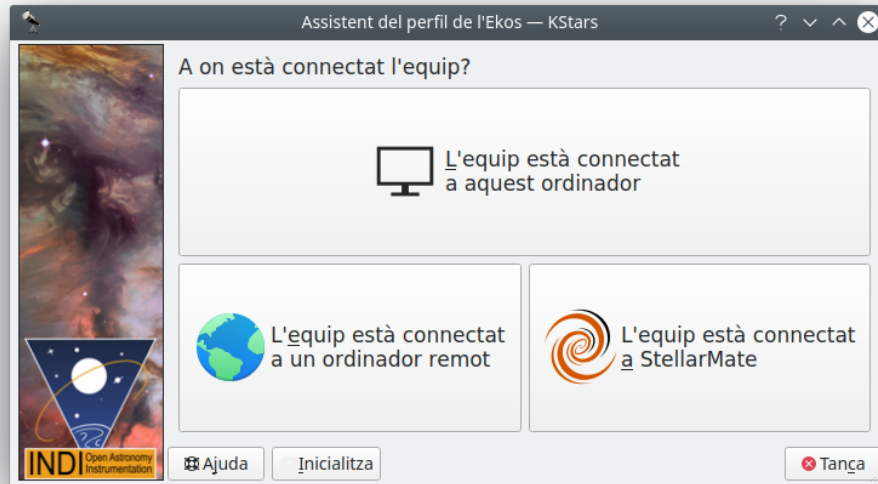 Assistent del perfil de l'Ekos — KStars
A on està connectat l'equip?
L'equip està connectat
a aquest ordinador
L'equip està connectat
a un ordinador remot
L'equip està connectat
a StellarMate
INDI Open Astronomy
Instrumentation
Ajuda
Inicialitza
Tanca